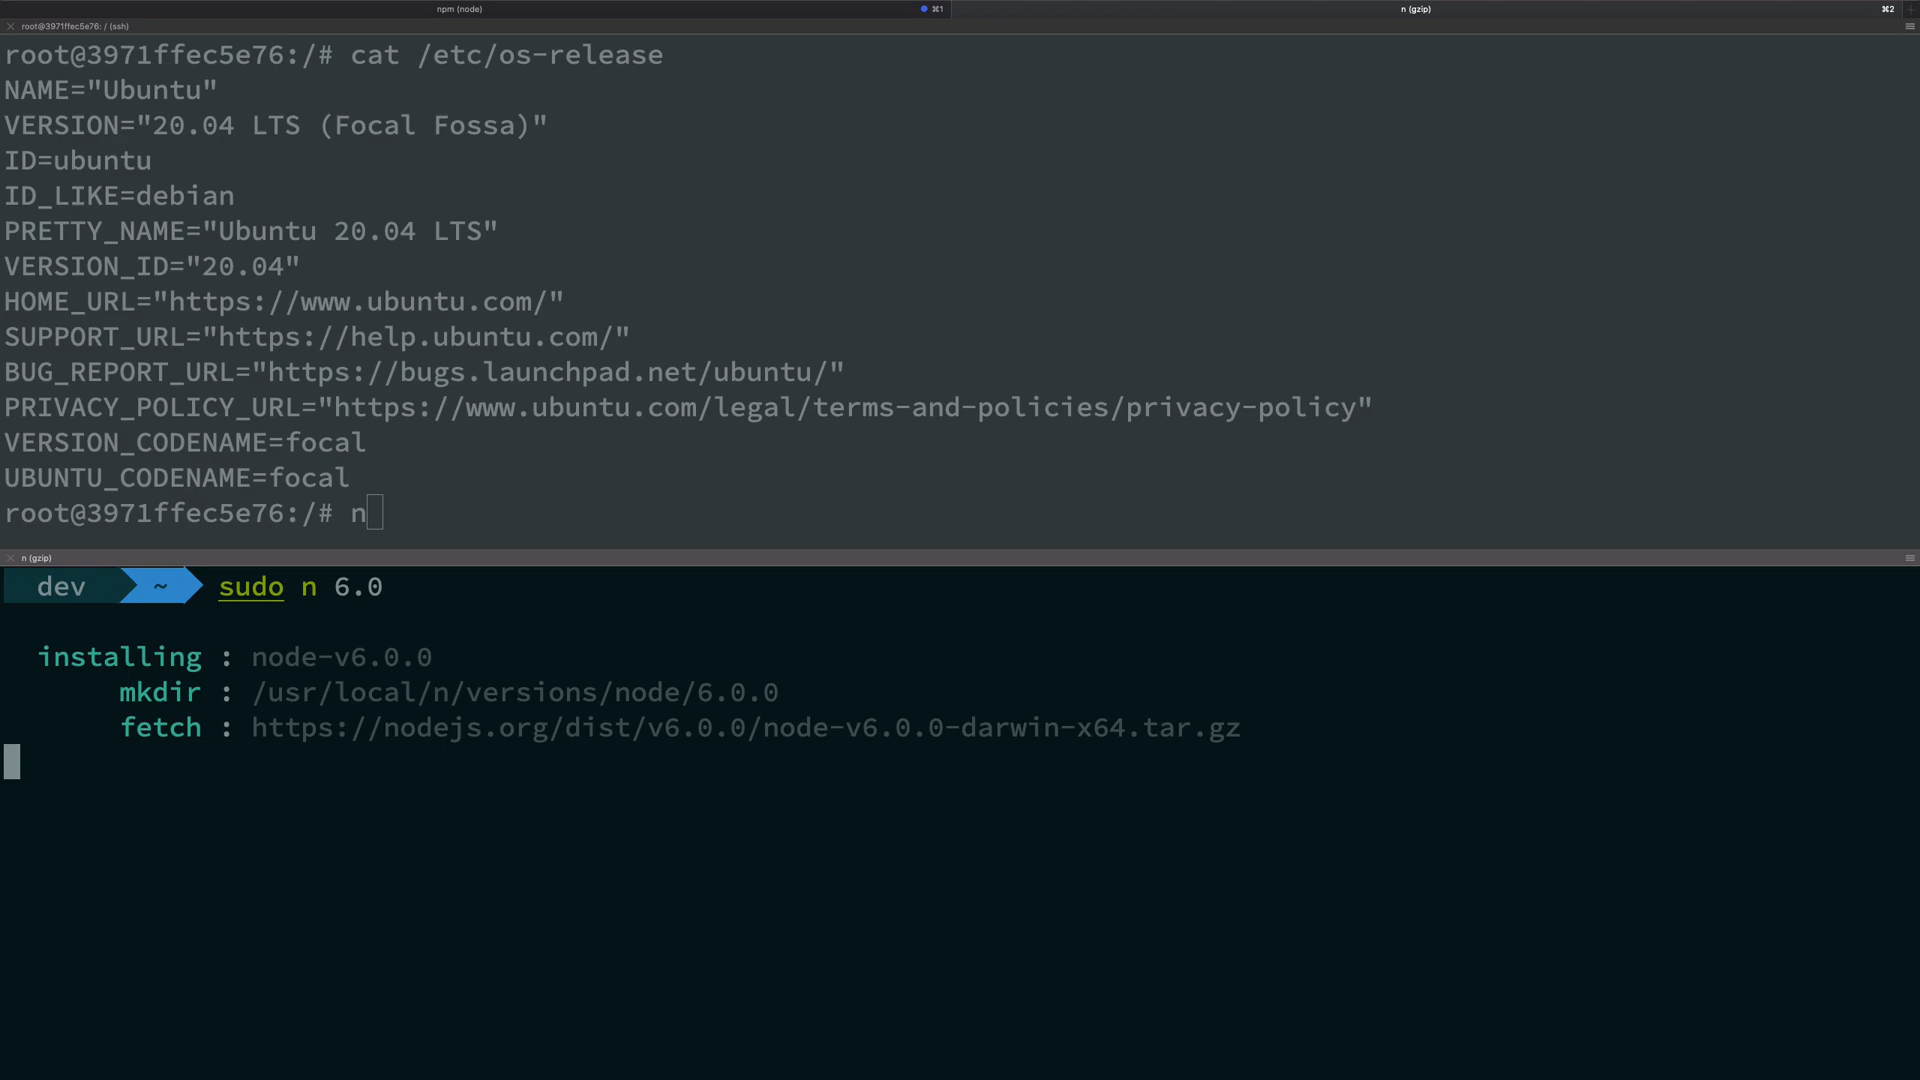 npm (node)
⌘1
n (gzip)
⌘2
root@3971ffec5e76: / (ssh)
root@3971ffec5e76:/# cat /etc/os-release
NAME="Ubuntu"
VERSION="20.04 LTS (Focal Fossa)"
ID=ubuntu
ID_LIKE=debian
PRETTY_NAME="Ubuntu 20.04 LTS"
VERSION_ID="20.04"
HOME_URL="https://www.ubuntu.com/"
SUPPORT_URL="https://help.ubuntu.com/"
BUG_REPORT_URL="https://bugs.launchpad.net/ubuntu/"
PRIVACY_POLICY_URL="https://www.ubuntu.com/legal/terms-and-policies/privacy-policy"
VERSION_CODENAME=focal
UBUNTU_CODENAME=focal
root@3971ffec5e76:/# n
n (gzip)
dev ~ sudo n 6.0
installing : node-v6.0.0
mkdir : /usr/local/n/versions/node/6.0.0
fetch : https://nodejs.org/dist/v6.0.0/node-v6.0.0-darwin-x64.tar.gz